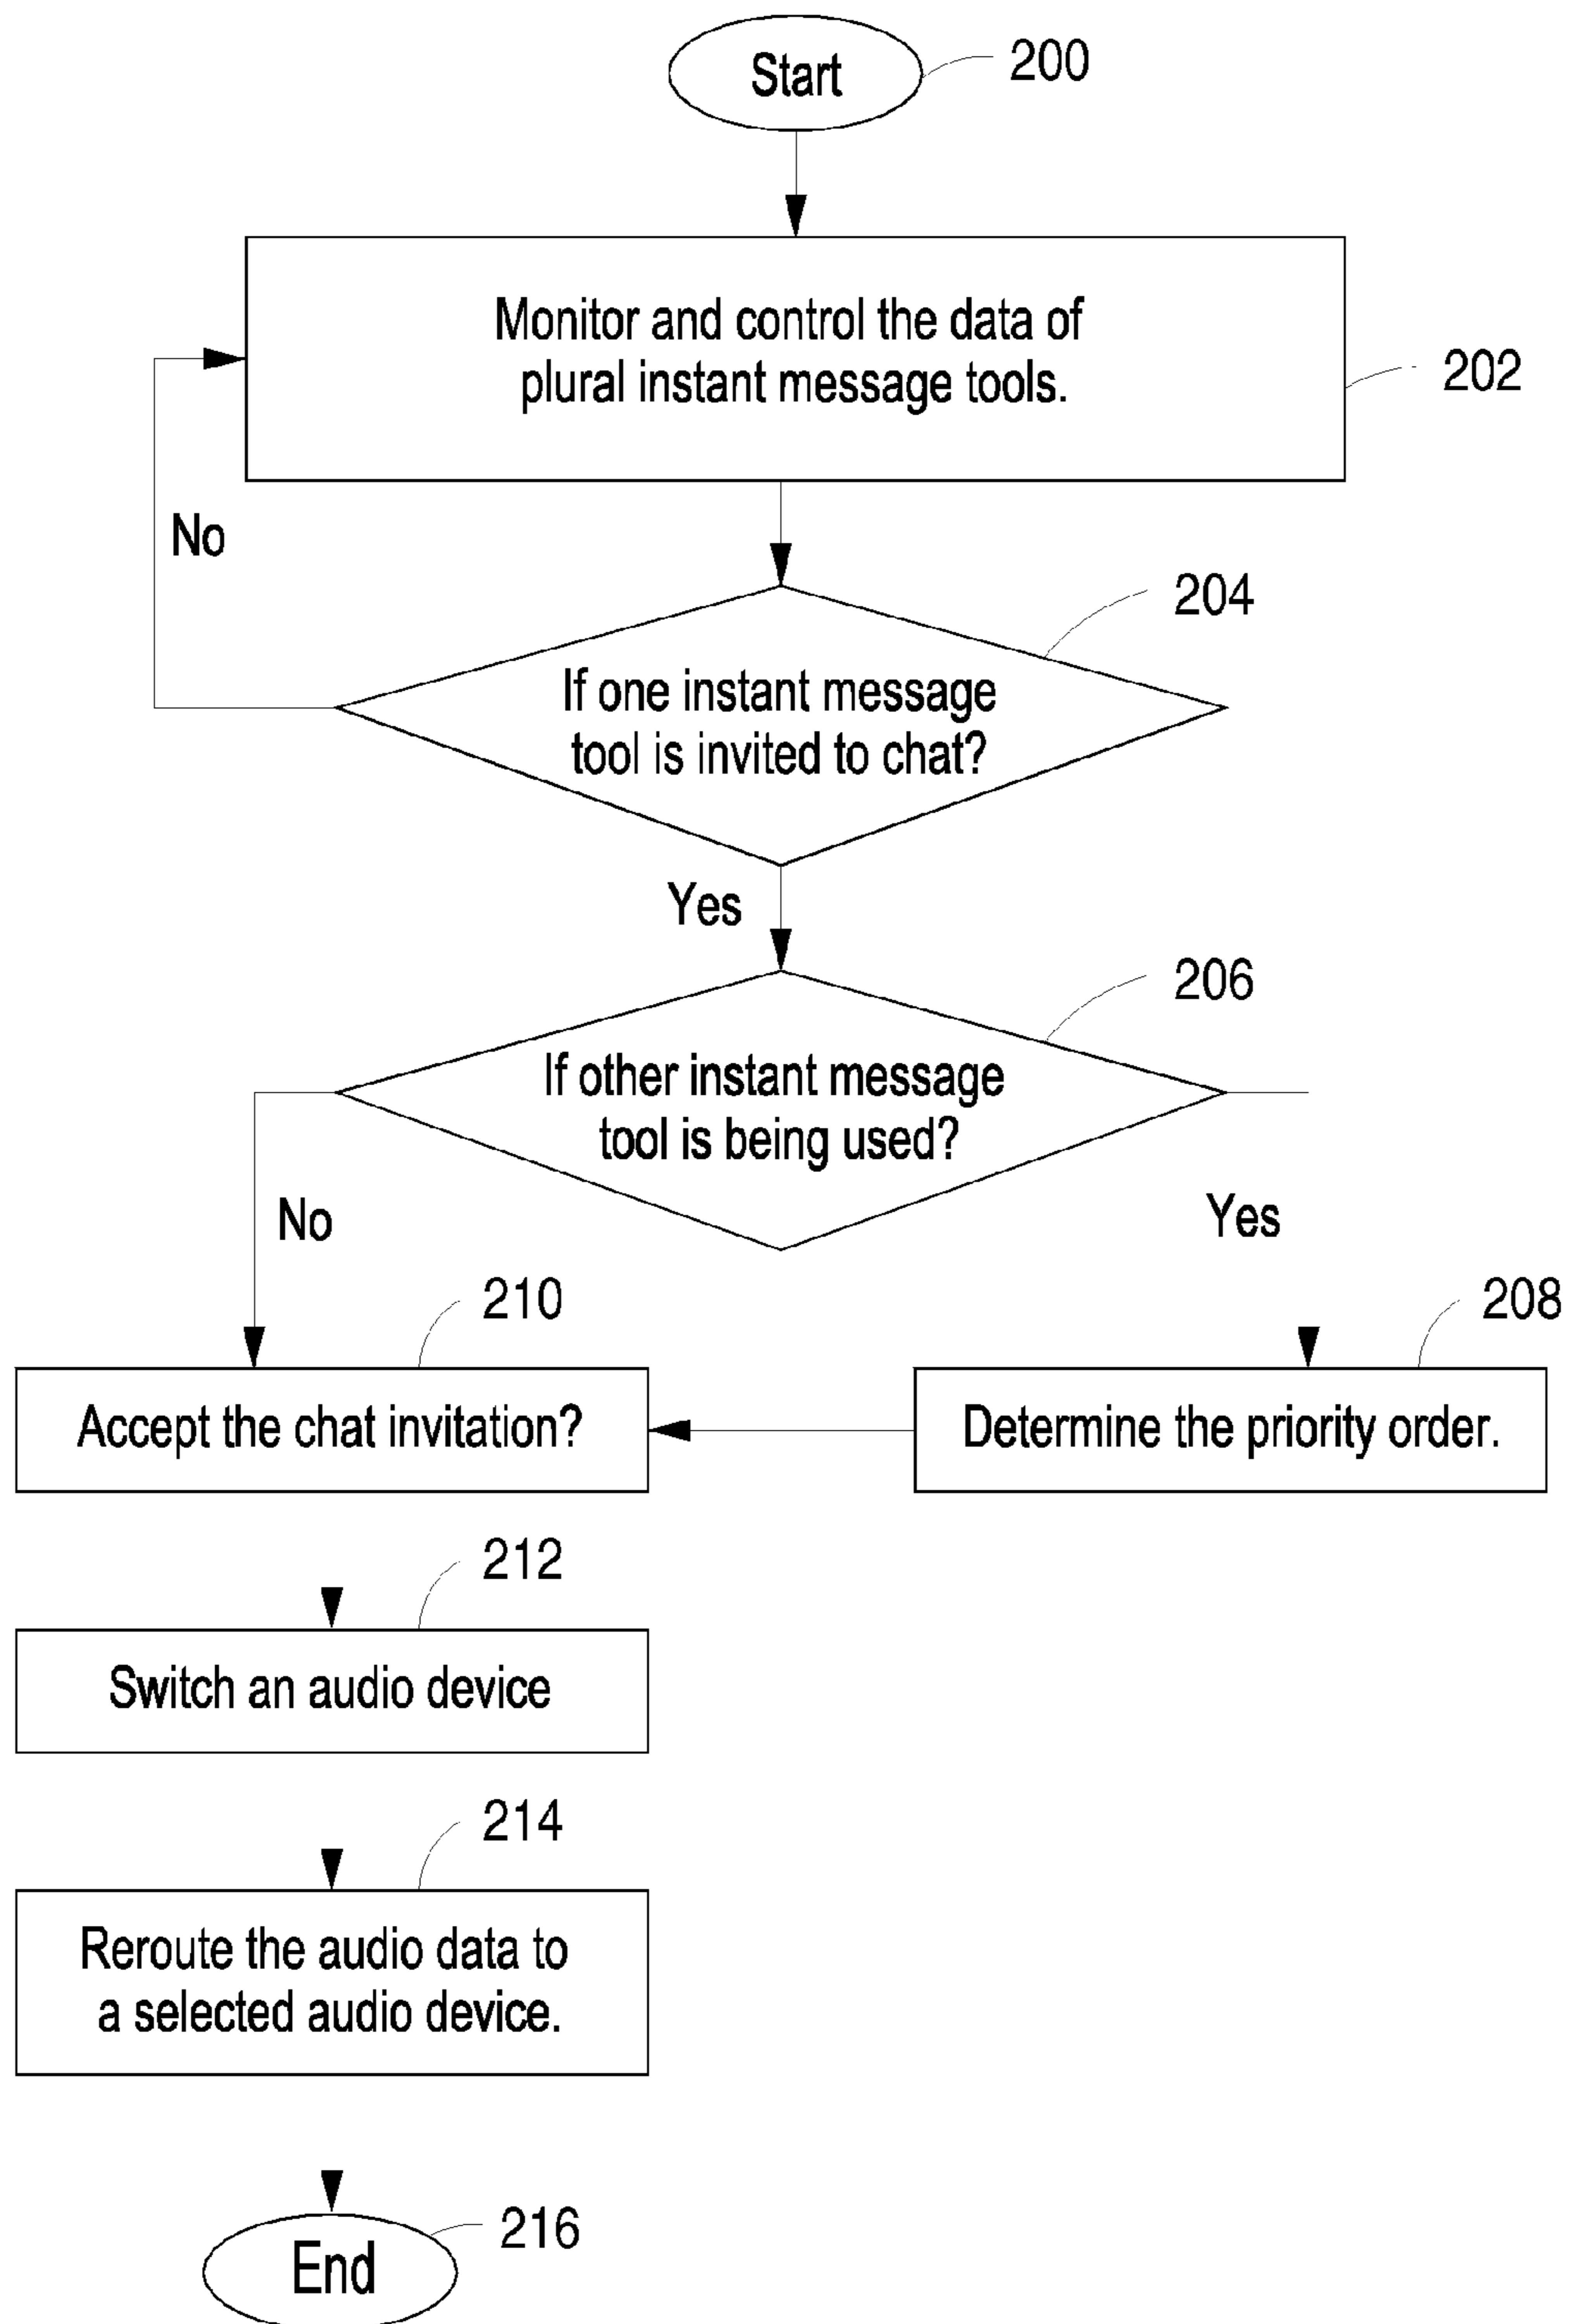 Start
200
Monitor and control the data of
plural instant message tools.
202
No
204
If one instant message
tool is invited to chat?
Yes
206
If other instant message
tool is being used?
No
Yes
210
208
Accept the chat invitation?
Determine the priority order.
212
Switch an audio device
214
Reroute the audio data to
a selected audio device.
216
End